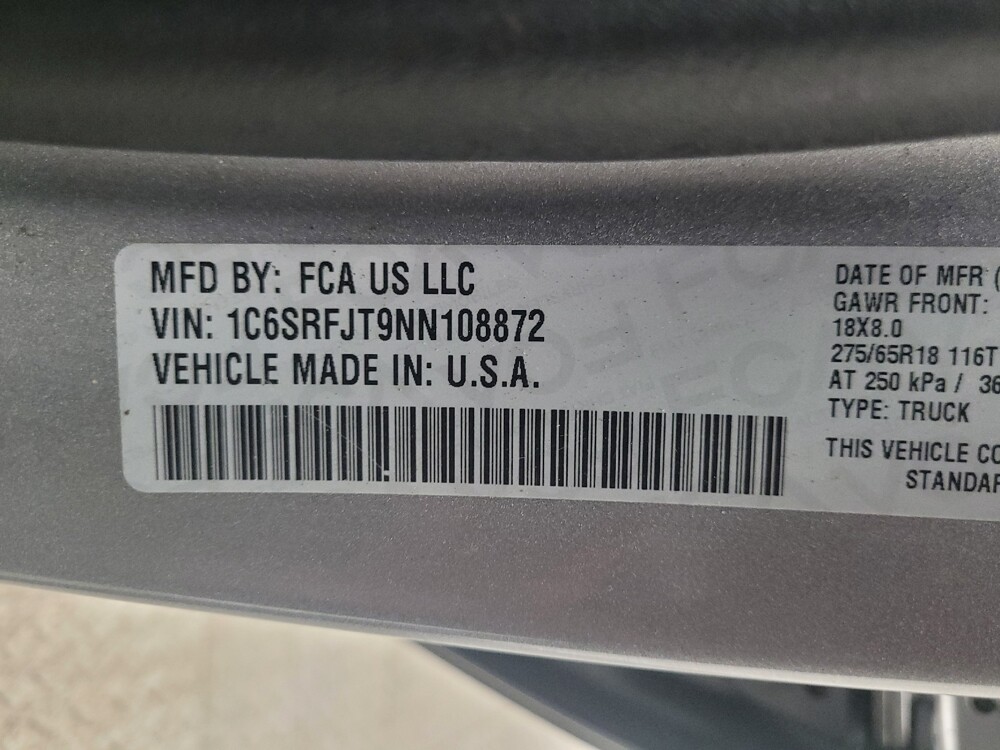 MFD BY: FCA US LLC
VIN: 1C6SRFJT9NN108872
VEHICLE MADE IN: U.S.A.
DATE OF MFR (
GAWR FRONT:
18X8.0
275/65R18 116T
AT 250 kPa / 36
TYPE: TRUCK
THIS VEHICLE CO
STANDAR